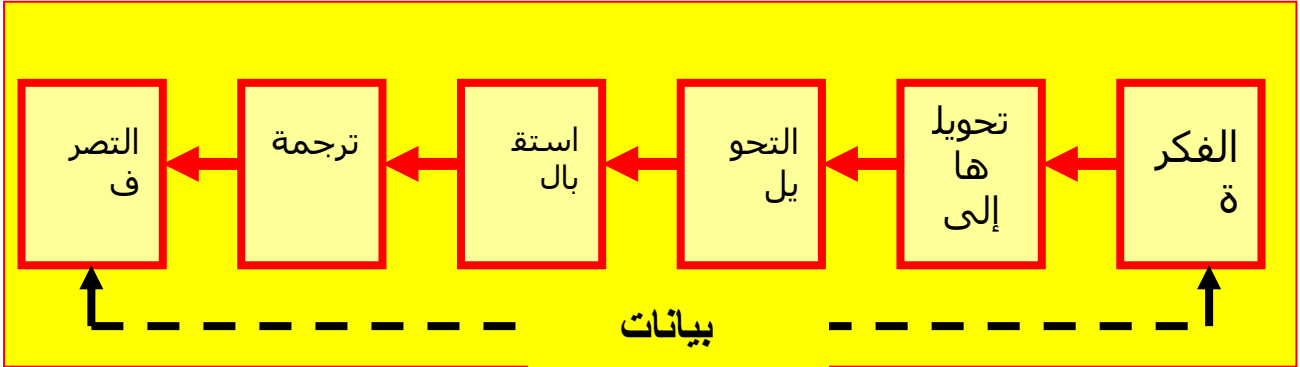 الفكر
ة
تحويل
ها
إلى
التحو
يل
استق
بال
ترجمة
التصر
ف
بيانات